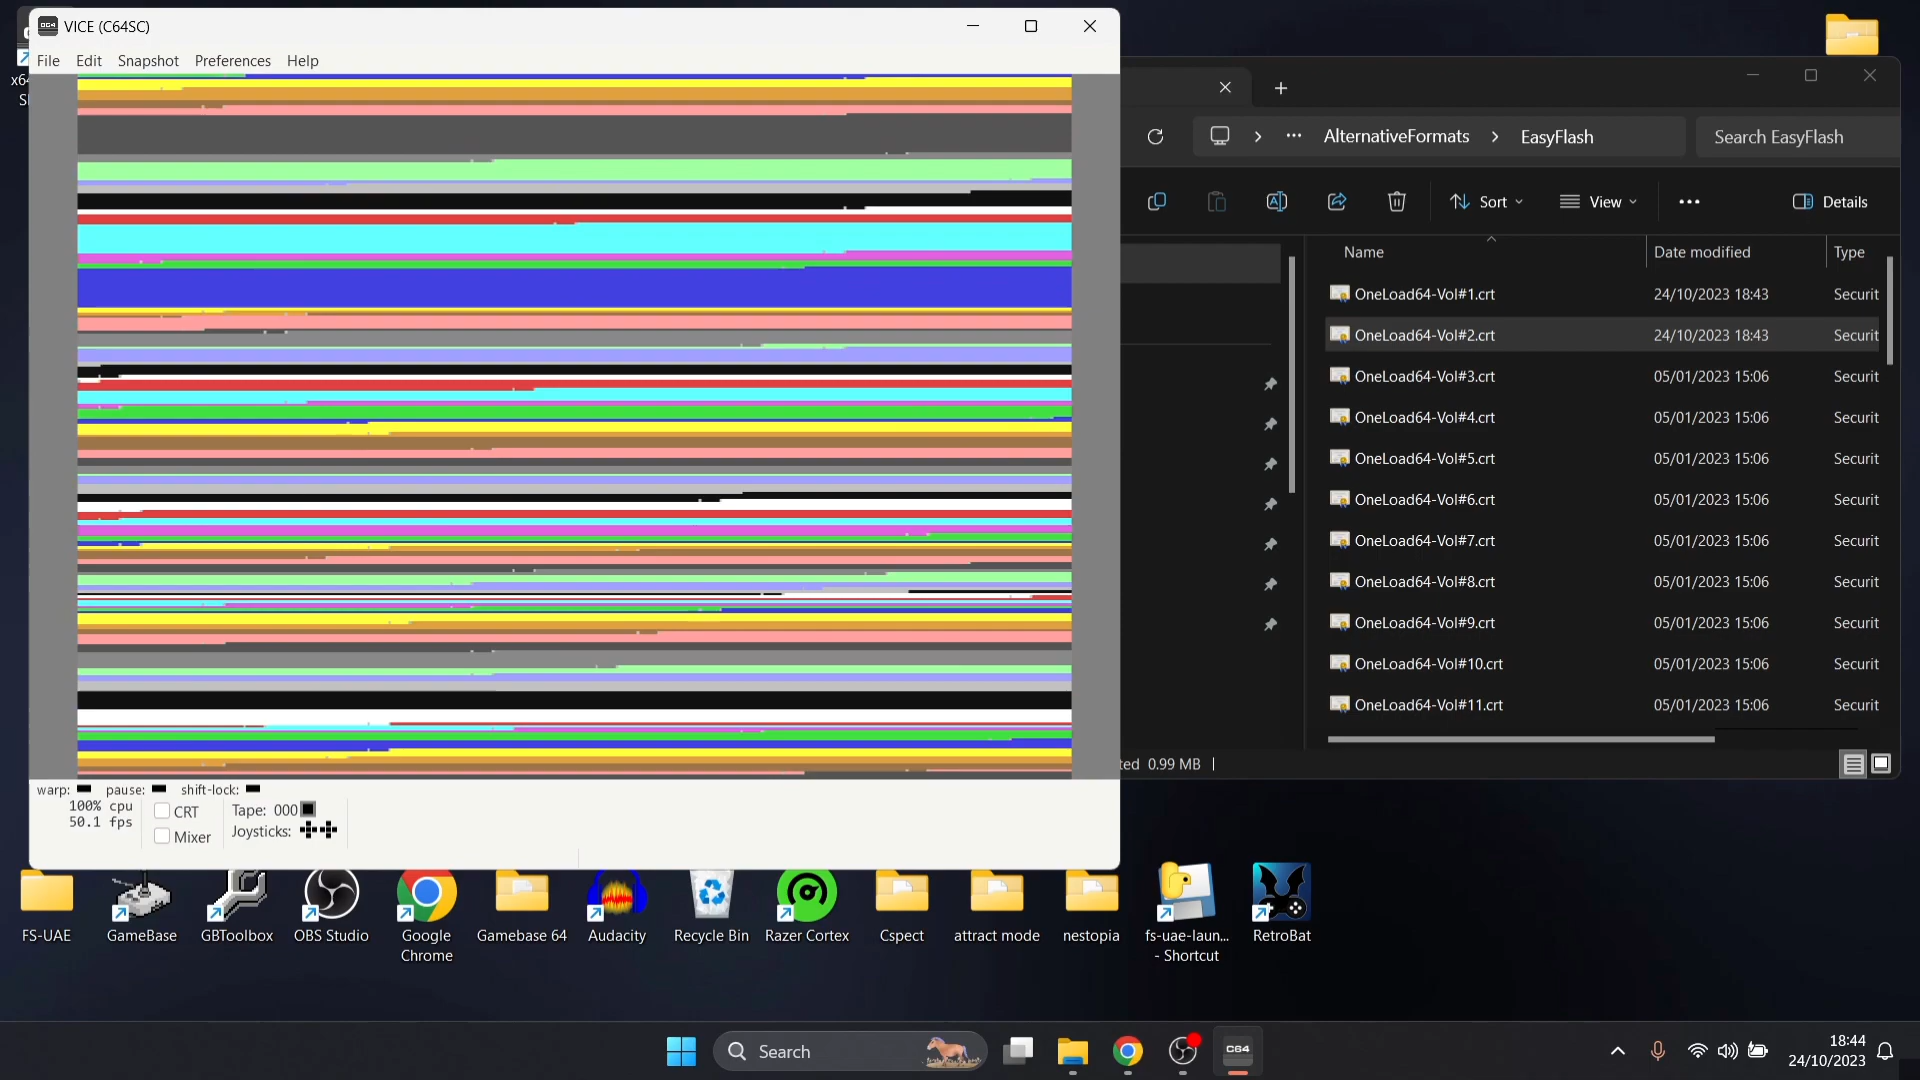 VICE (C64SC)
File Edit Snapshot Preferences Help
warp: pause: shift-lock:
100% cpu
50.1 fps
CRT
Mixer
Tape: 000
Joysticks:
AlternativeFormats EasyFlash
Search EasyFlash
Sort View Details
Name Date modified Type
OneLoad64-Vol#1.crt 24/10/2023 18:43 Securit
OneLoad64-Vol#2.crt 24/10/2023 18:43 Securit
OneLoad64-Vol#3.crt 05/01/2023 15:06 Securit
OneLoad64-Vol#4.crt 05/01/2023 15:06 Securit
OneLoad64-Vol#5.crt 05/01/2023 15:06 Securit
OneLoad64-Vol#6.crt 05/01/2023 15:06 Securit
OneLoad64-Vol#7.crt 05/01/2023 15:06 Securit
OneLoad64-Vol#8.crt 05/01/2023 15:06 Securit
OneLoad64-Vol#9.crt 05/01/2023 15:06 Securit
OneLoad64-Vol#10.crt 05/01/2023 15:06 Securit
OneLoad64-Vol#11.crt 05/01/2023 15:06 Securit
ted 0.99 MB
FS-UAE
GameBase
GBToolbox
OBS Studio
Google
Chrome
Gamebase 64
Audacity
Recycle Bin
Razer Cortex
Cspect
attract mode
nestopia
fs-uae-laun...
- Shortcut
RetroBat
Search
C64
18:44
24/10/2023